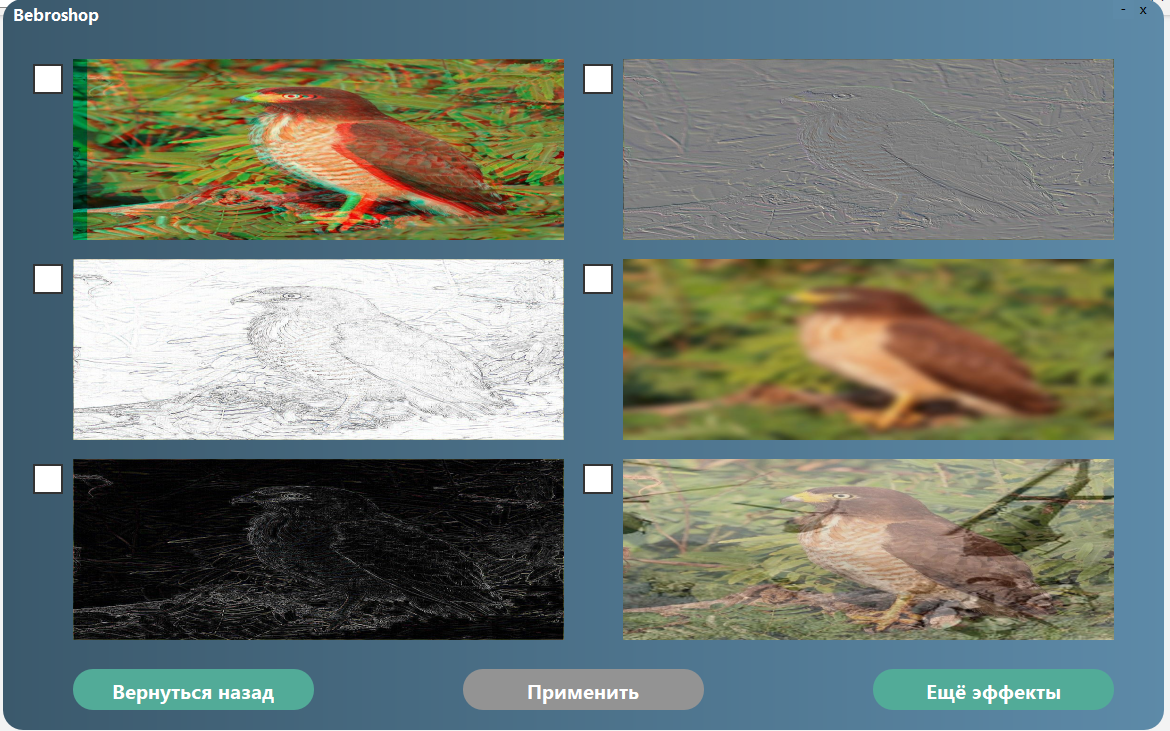 Bebroshop
- x
Вернуться назад
Применить
Ещё эффекты